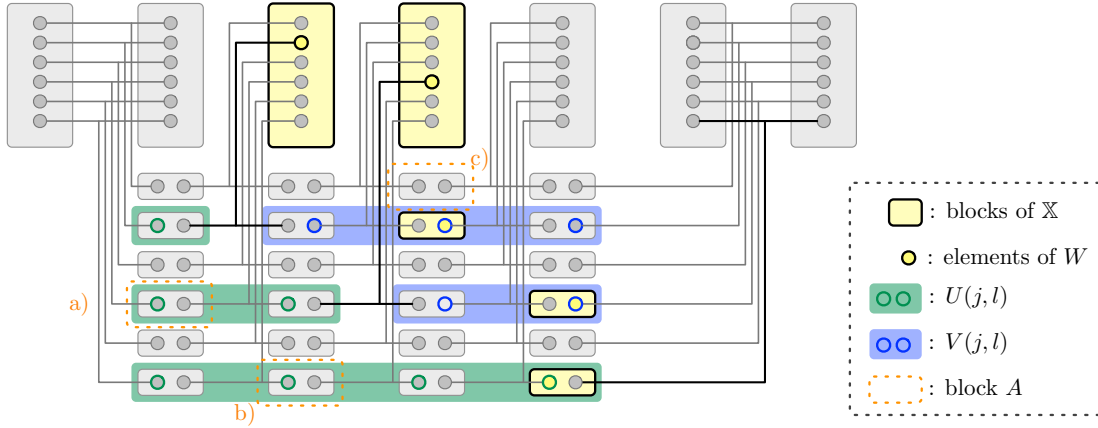 c)
a)
b)
: blocks of 𝕏
: elements of W
: U(j, l)
: V(j, l)
: block A